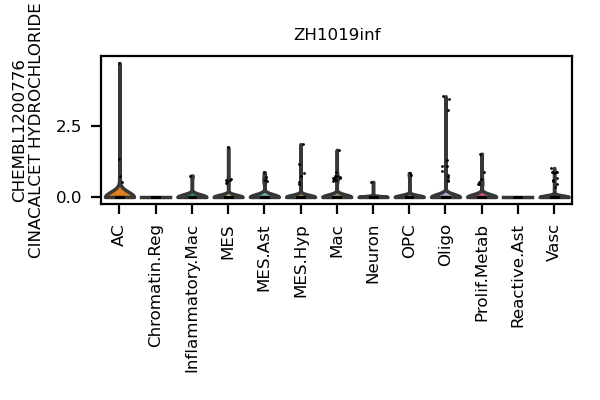 ZH1019inf
CHEMBL1200776
CINACALCET HYDROCHLORIDE
2.5
0.0
AC
Chromatin.Reg
Inflammatory.Mac
MES
MES.Ast
MES.Hyp
Mac
Neuron
OPC
Oligo
Prolif.Metab
Reactive.Ast
Vasc